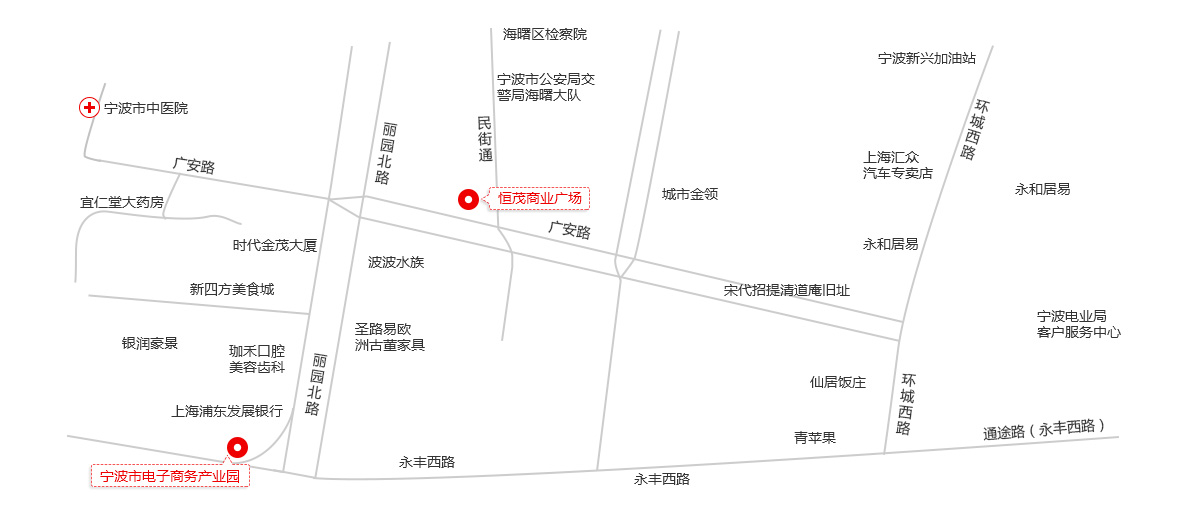 海曙区检察院
宁波新兴加油站
宁波市公安局交
警局海曙大队
宁波市中医院
环城西路
丽园北路
民街通
广安路
上海汇众
汽车专卖店
永和居易
宜仁堂大药房
恒茂商业广场
城市金领
广安路
时代金茂大厦
永和居易
波波水族
新四方美食城
宋代招提清道庵旧址
宁波电业局
客户服务中心
圣路易欧
洲古董家具
银润豪景
珈禾口腔
美容齿科
丽园北路
仙居饭庄
环城西路
上海浦东发展银行
青苹果
通途路（永丰西路）
永丰西路
宁波市电子商务产业园
永丰西路